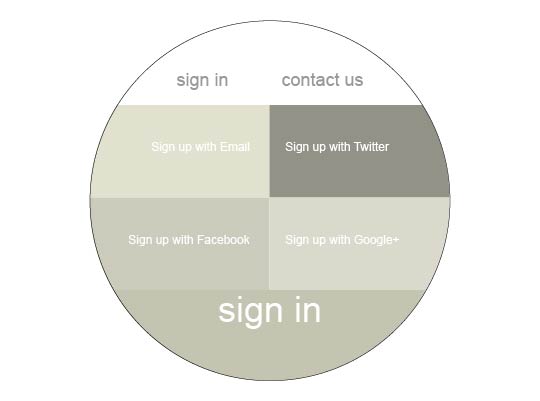 sign in contact us
Sign up with Email Sign up with Twitter
Sign up with Facebook Sign up with Google+
sign in